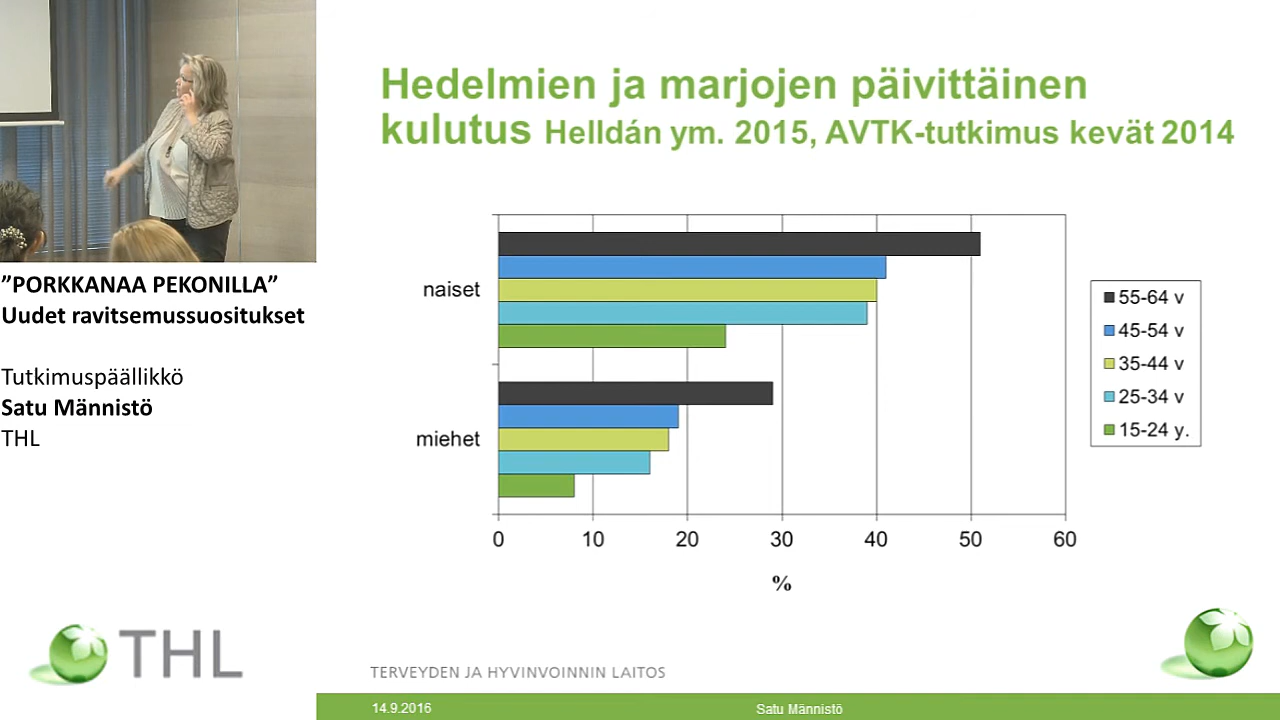 Hedelmien ja marjojen päivittäinen
kulutus Helldán ym. 2015, AVTK-tutkimus kevät 2014
”PORKKANAA PEKONILLA”
Uudet ravitsemussuositukset
Tutkimuspäällikkö
Satu Männistö
THL
naiset
miehet
0 10 20 30 40 50 60
%
55-64 v
45-54 v
35-44 v
25-34 v
15-24 y.
THL
TERVEYDEN JA HYVINVOINNIN LAITOS
14.9.2016 Satu Männistö